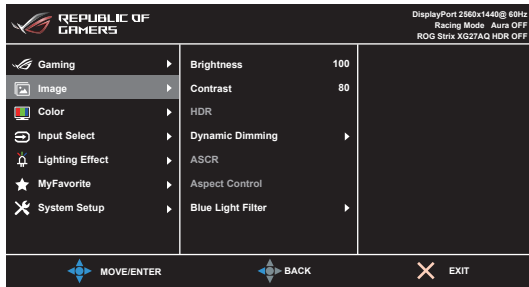 REPUBLIC OF
GAMERS
DisplayPort 2560x1440@ 60Hz
Racing Mode Aura OFF
ROG Strix XG27AQ HDR OFF
Gaming
Image
Color
Input Select
Lighting Effect
MyFavorite
System Setup
Brightness 100
Contrast 80
HDR
Dynamic Dimming
ASCR
Aspect Control
Blue Light Filter
MOVE/ENTER
BACK
EXIT